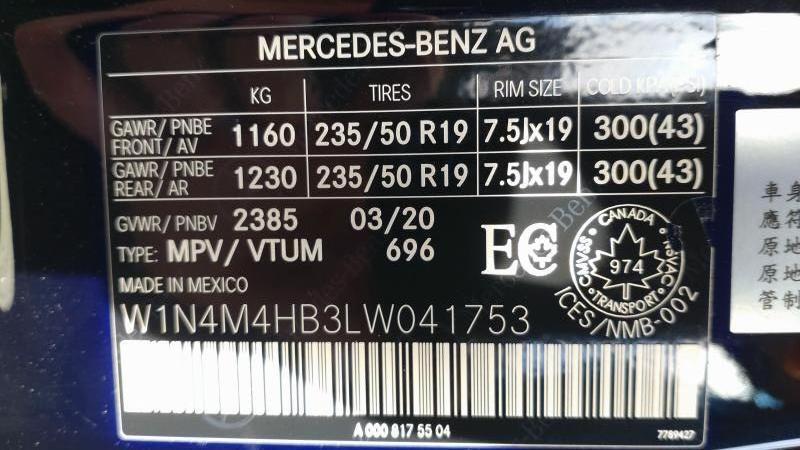 MERCEDES-BENZ AG
KG TIRES RIM SIZE COLD KPA(PSI)
GAWR/ PNBE FRONT/ AV 1160 235/50 R19 7.5Jx19 300(43)
GAWR/ PNBE REAR/ AR 1230 235/50 R19 7.5Jx19 300(43)
GVWR/ PNBV 2385 03/20
TYPE: MPV/ VTUM 696
EC
CANADA
CMVSS 974 NSVAC
TRANSPORT
ICES/NMB-002
MADE IN MEXICO
W1N4M4HB3LW041753
A 000 817 55 04
7789427
車身
應符
原地
原地
管制